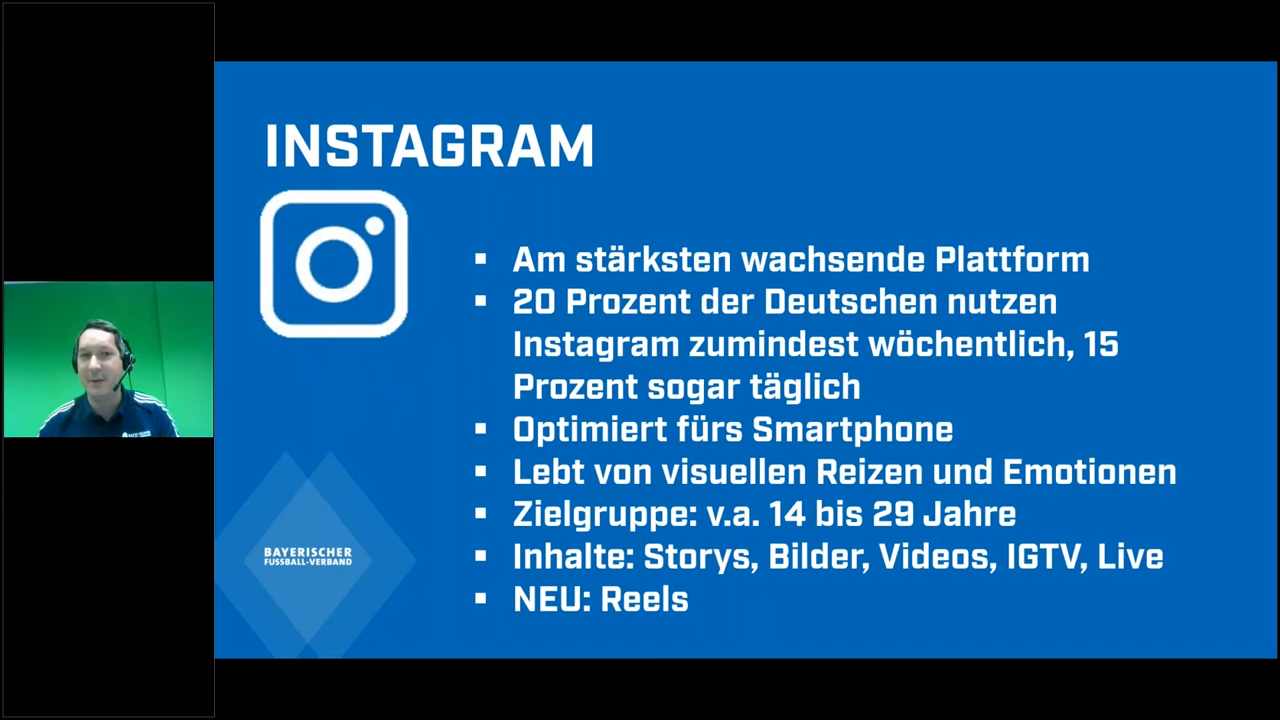 INSTAGRAM
▪ Am stärksten wachsende Plattform
▪ 20 Prozent der Deutschen nutzen
Instagram zumindest wöchentlich, 15
Prozent sogar täglich
▪ Optimiert fürs Smartphone
▪ Lebt von visuellen Reizen und Emotionen
▪ Zielgruppe: v.a. 14 bis 29 Jahre
▪ Inhalte: Storys, Bilder, Videos, IGTV, Live
▪ NEU: Reels
BAYERISCHER
FUSSBALL-VERBAND